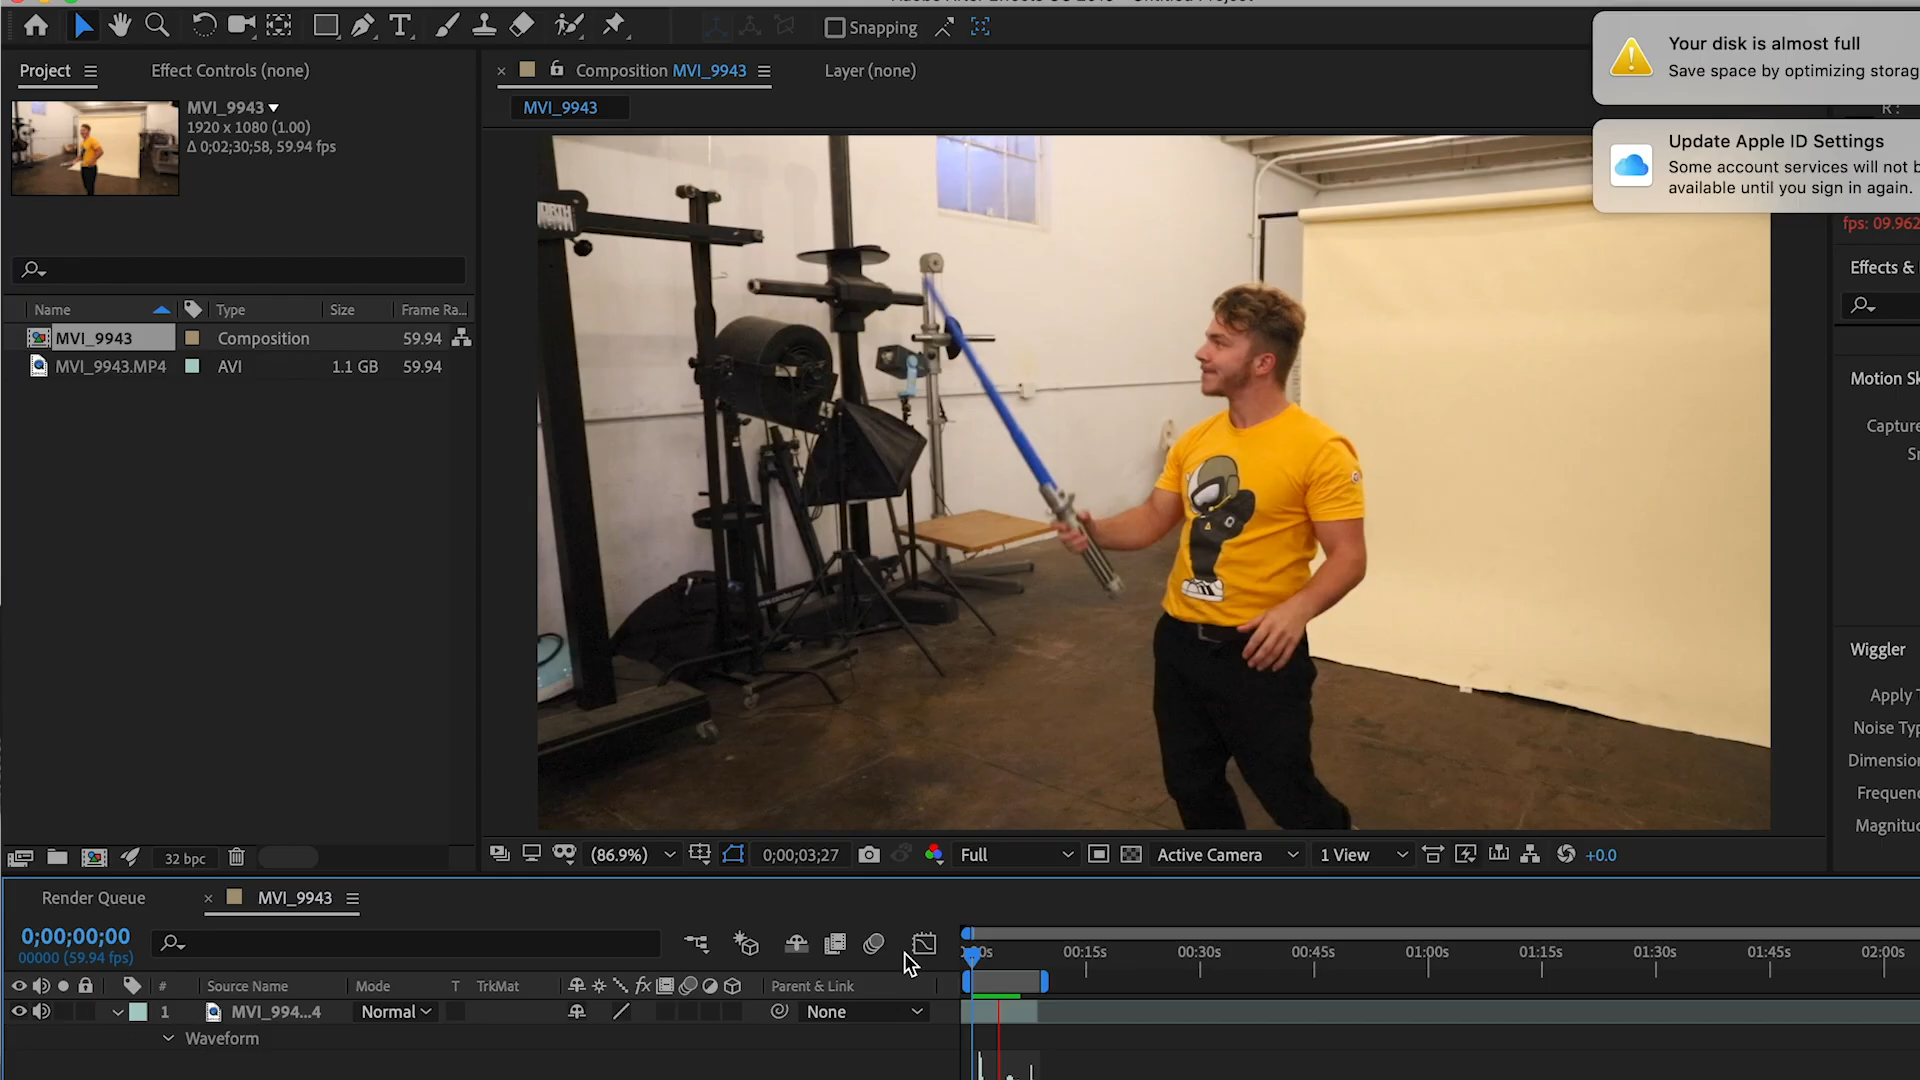 Snapping
Your disk is almost full
Save space by optimizing storag
Project
Effect Controls (none)
Composition MVI_9943
Layer (none)
MVI_9943
MVI_9943
1920 x 1080 (1.00)
Δ 0;02;30;58, 59.94 fps
Update Apple ID Settings
Some account services will not b
available until you sign in again.
fps: 09.962
Effects &
Name
Type
Size
Frame Ra...
MVI_9943
Composition
59.94
MVI_9943.MP4
AVI
1.1 GB
59.94
Motion Sk
Capture
Sr
Wiggler
Apply T
Noise Typ
Dimension
Frequenc
Magnitud
32 bpc
(86.9%)
0;00;03;27
Full
Active Camera
1 View
+0.0
Render Queue
MVI_9943
0;00;00;00
00000 (59.94 fps)
00:15s
00:30s
00:45s
01:00s
01:15s
01:30s
01:45s
02:00s
#
Source Name
Mode
T
TrkMat
fx
Parent & Link
1
MVI_994...4
Normal
None
Waveform